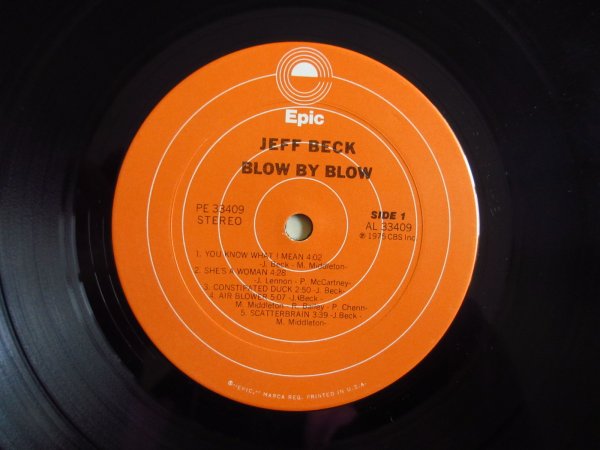 Epic
JEFF BECK
BLOW BY BLOW
PE 33409
STEREO
SIDE 1
AL 33409
℗ 1975 CBS Inc.
1. YOU KNOW WHAT I MEAN 4:02
-J. Beck - M. Middleton-
2. SHE'S A WOMAN 4:28
-J. Lennon - P. McCartney-
3. CONSTIPATED DUCK 2:50 -J. Beck-
4. AIR BLOWER 5:07 -J. Beck -
M. Middleton- R. Bailey - P. Chenn-
5. SCATTERBRAIN 3:39 -J. Beck -
M. Middleton-
®"EPIC," MARCA REG. PRINTED IN U.S.A.